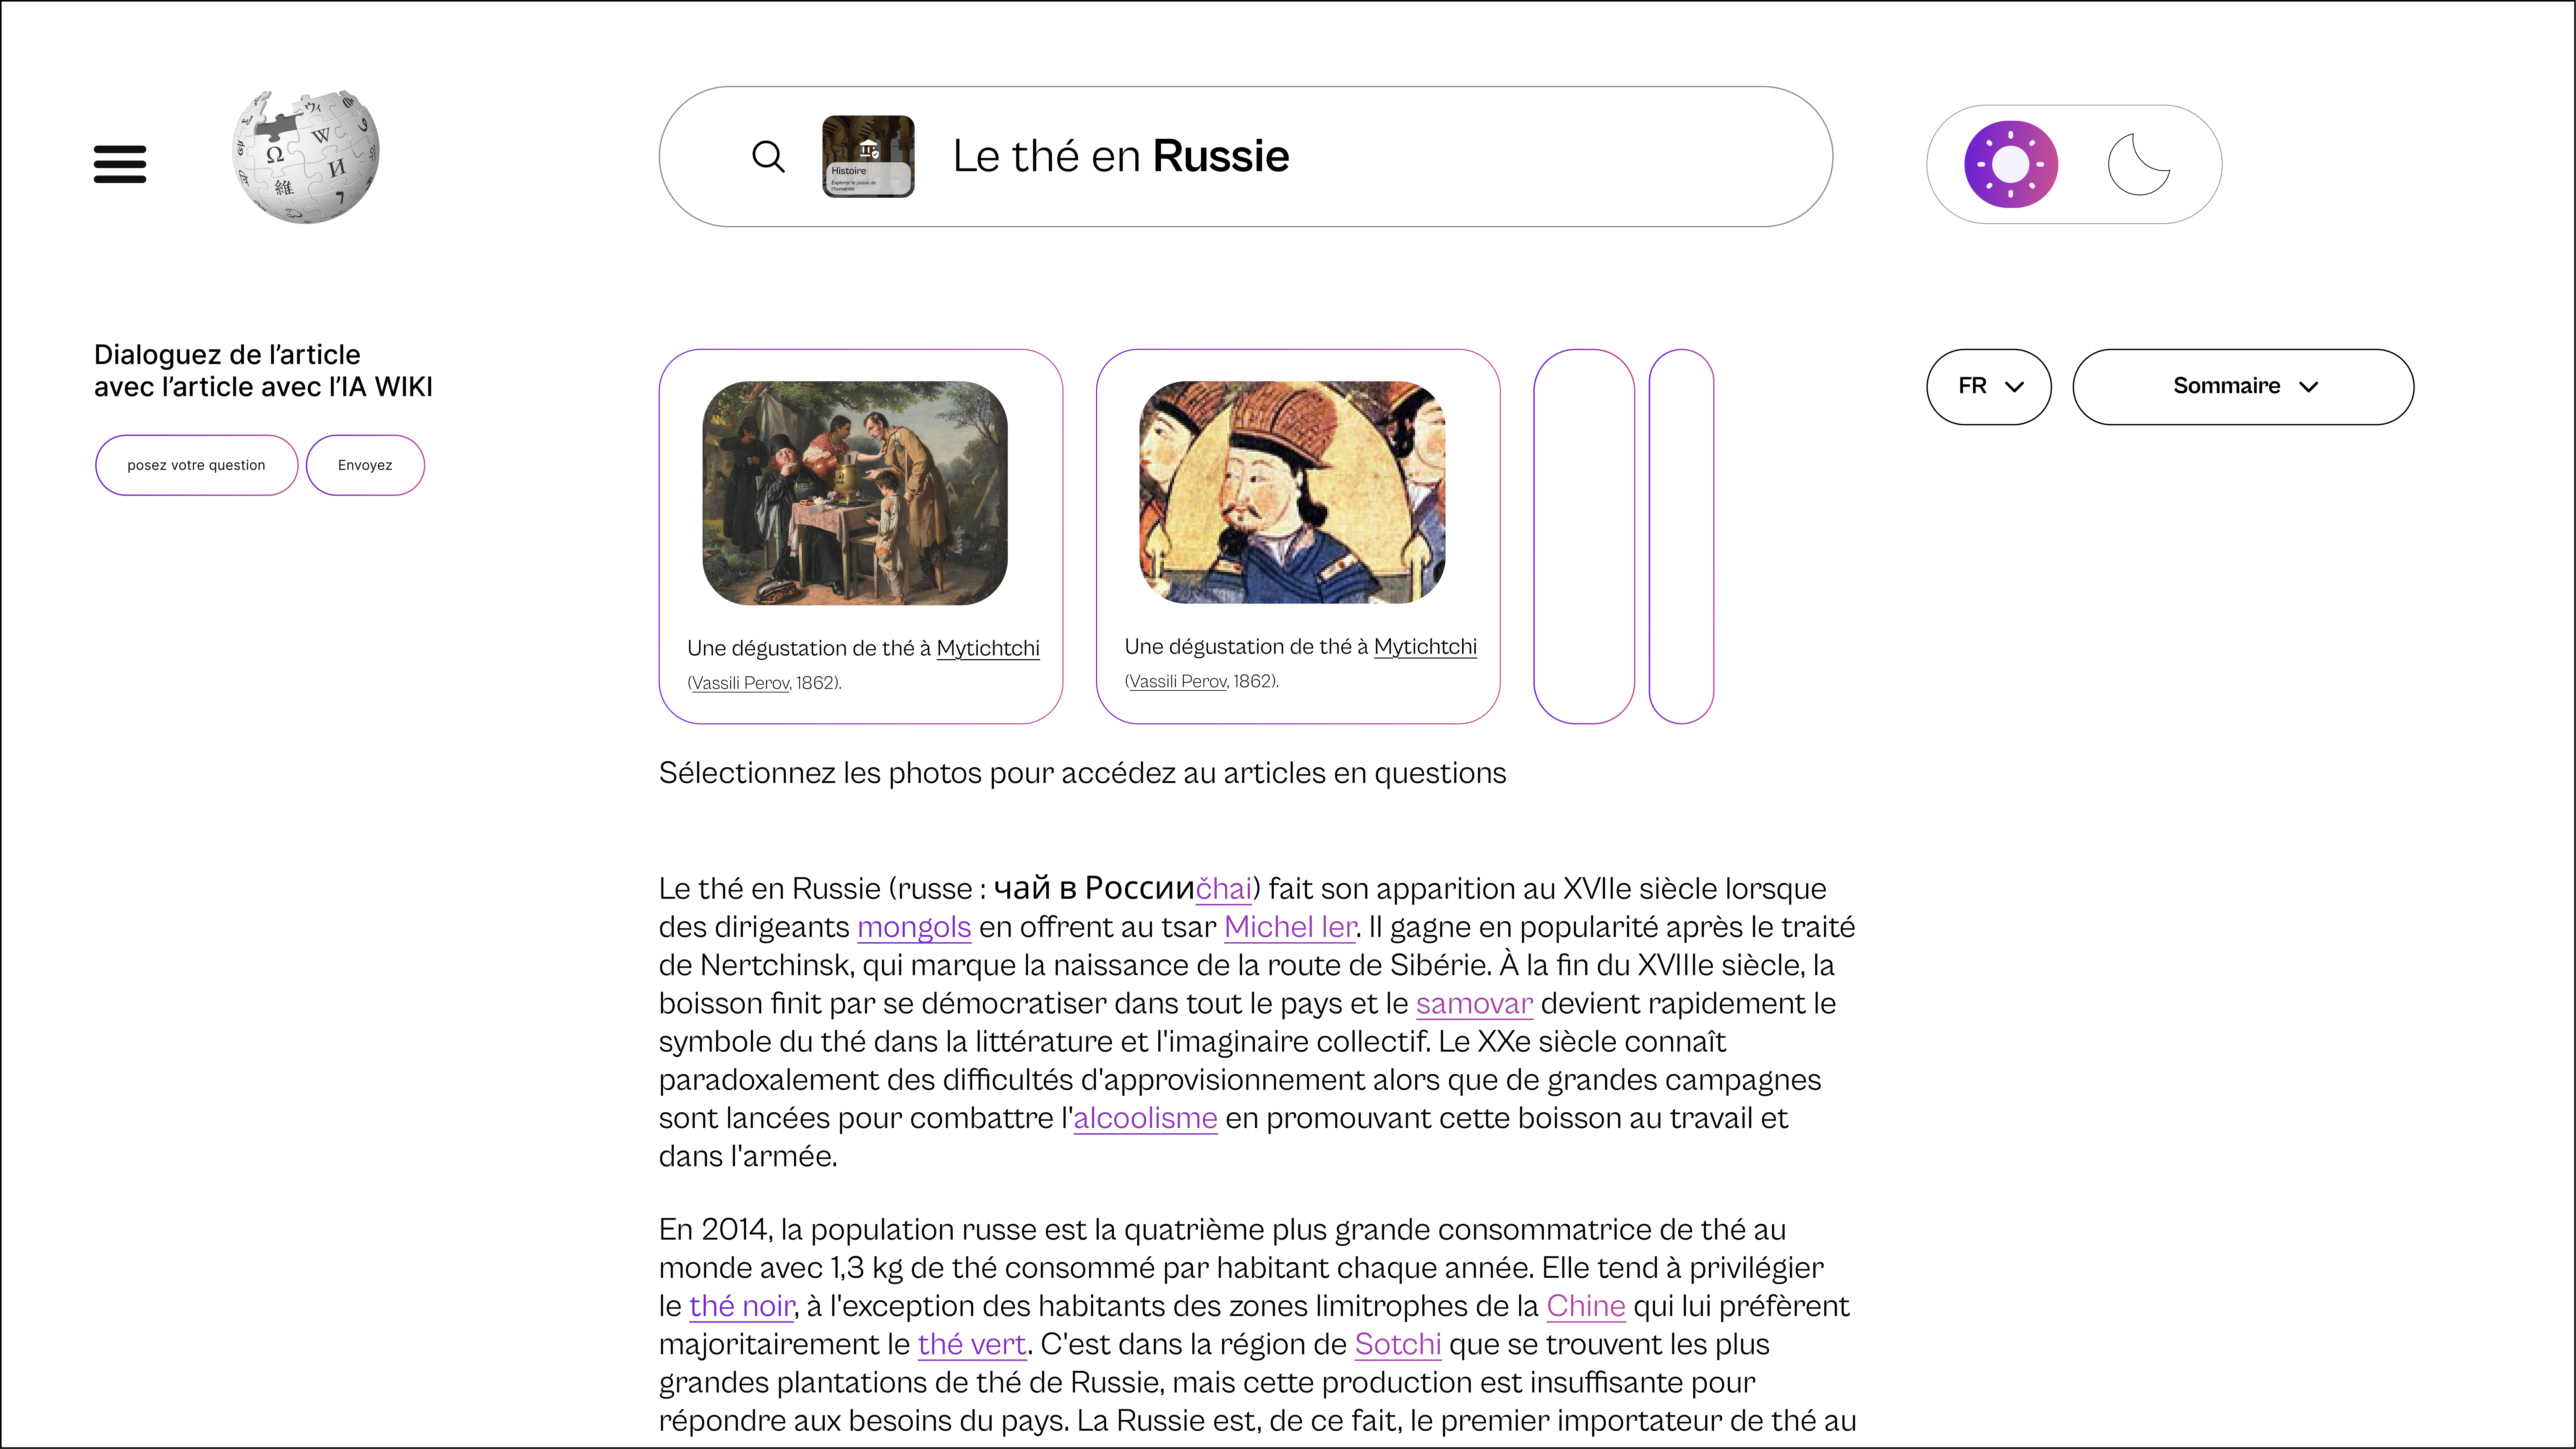 Histoire
Explorer le passé de
l'humanité
Le thé en Russie
Dialoguez de l'article
avec l'article avec l'IA WIKI
posez votre question
Envoyez
FR
Sommaire
Une dégustation de thé à Mytichtchi
(Vassili Perov, 1862).
Une dégustation de thé à Mytichtchi
(Vassili Perov, 1862).
Sélectionnez les photos pour accédez au articles en questions
Le thé en Russie (russe : чай в Россииčhai) fait son apparition au XVIIe siècle lorsque
des dirigeants mongols en offrent au tsar Michel Ier. Il gagne en popularité après le traité
de Nertchinsk, qui marque la naissance de la route de Sibérie. À la fin du XVIIIe siècle, la
boisson finit par se démocratiser dans tout le pays et le samovar devient rapidement le
symbole du thé dans la littérature et l'imaginaire collectif. Le XXe siècle connaît
paradoxalement des difficultés d'approvisionnement alors que de grandes campagnes
sont lancées pour combattre l'alcoolisme en promouvant cette boisson au travail et
dans l'armée.
En 2014, la population russe est la quatrième plus grande consommatrice de thé au
monde avec 1,3 kg de thé consommé par habitant chaque année. Elle tend à privilégier
le thé noir, à l'exception des habitants des zones limitrophes de la Chine qui lui préfèrent
majoritairement le thé vert. C'est dans la région de Sotchi que se trouvent les plus
grandes plantations de thé de Russie, mais cette production est insuffisante pour
répondre aux besoins du pays. La Russie est, de ce fait, le premier importateur de thé au